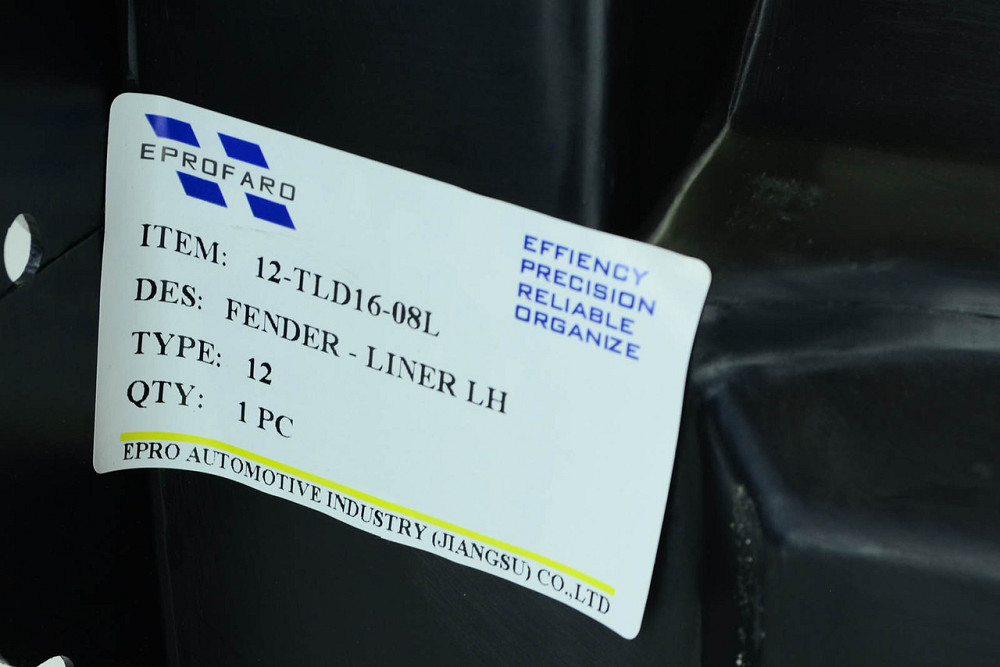 EPROFARO
EFFIENCY
PRECISION
RELIABLE
ORGANIZE
ITEM: 12-TLD16-08L
DES: FENDER - LINER LH
TYPE: 12
QTY: 1 PC
EPRO AUTOMOTIVE INDUSTRY (JIANGSU) CO.,LTD